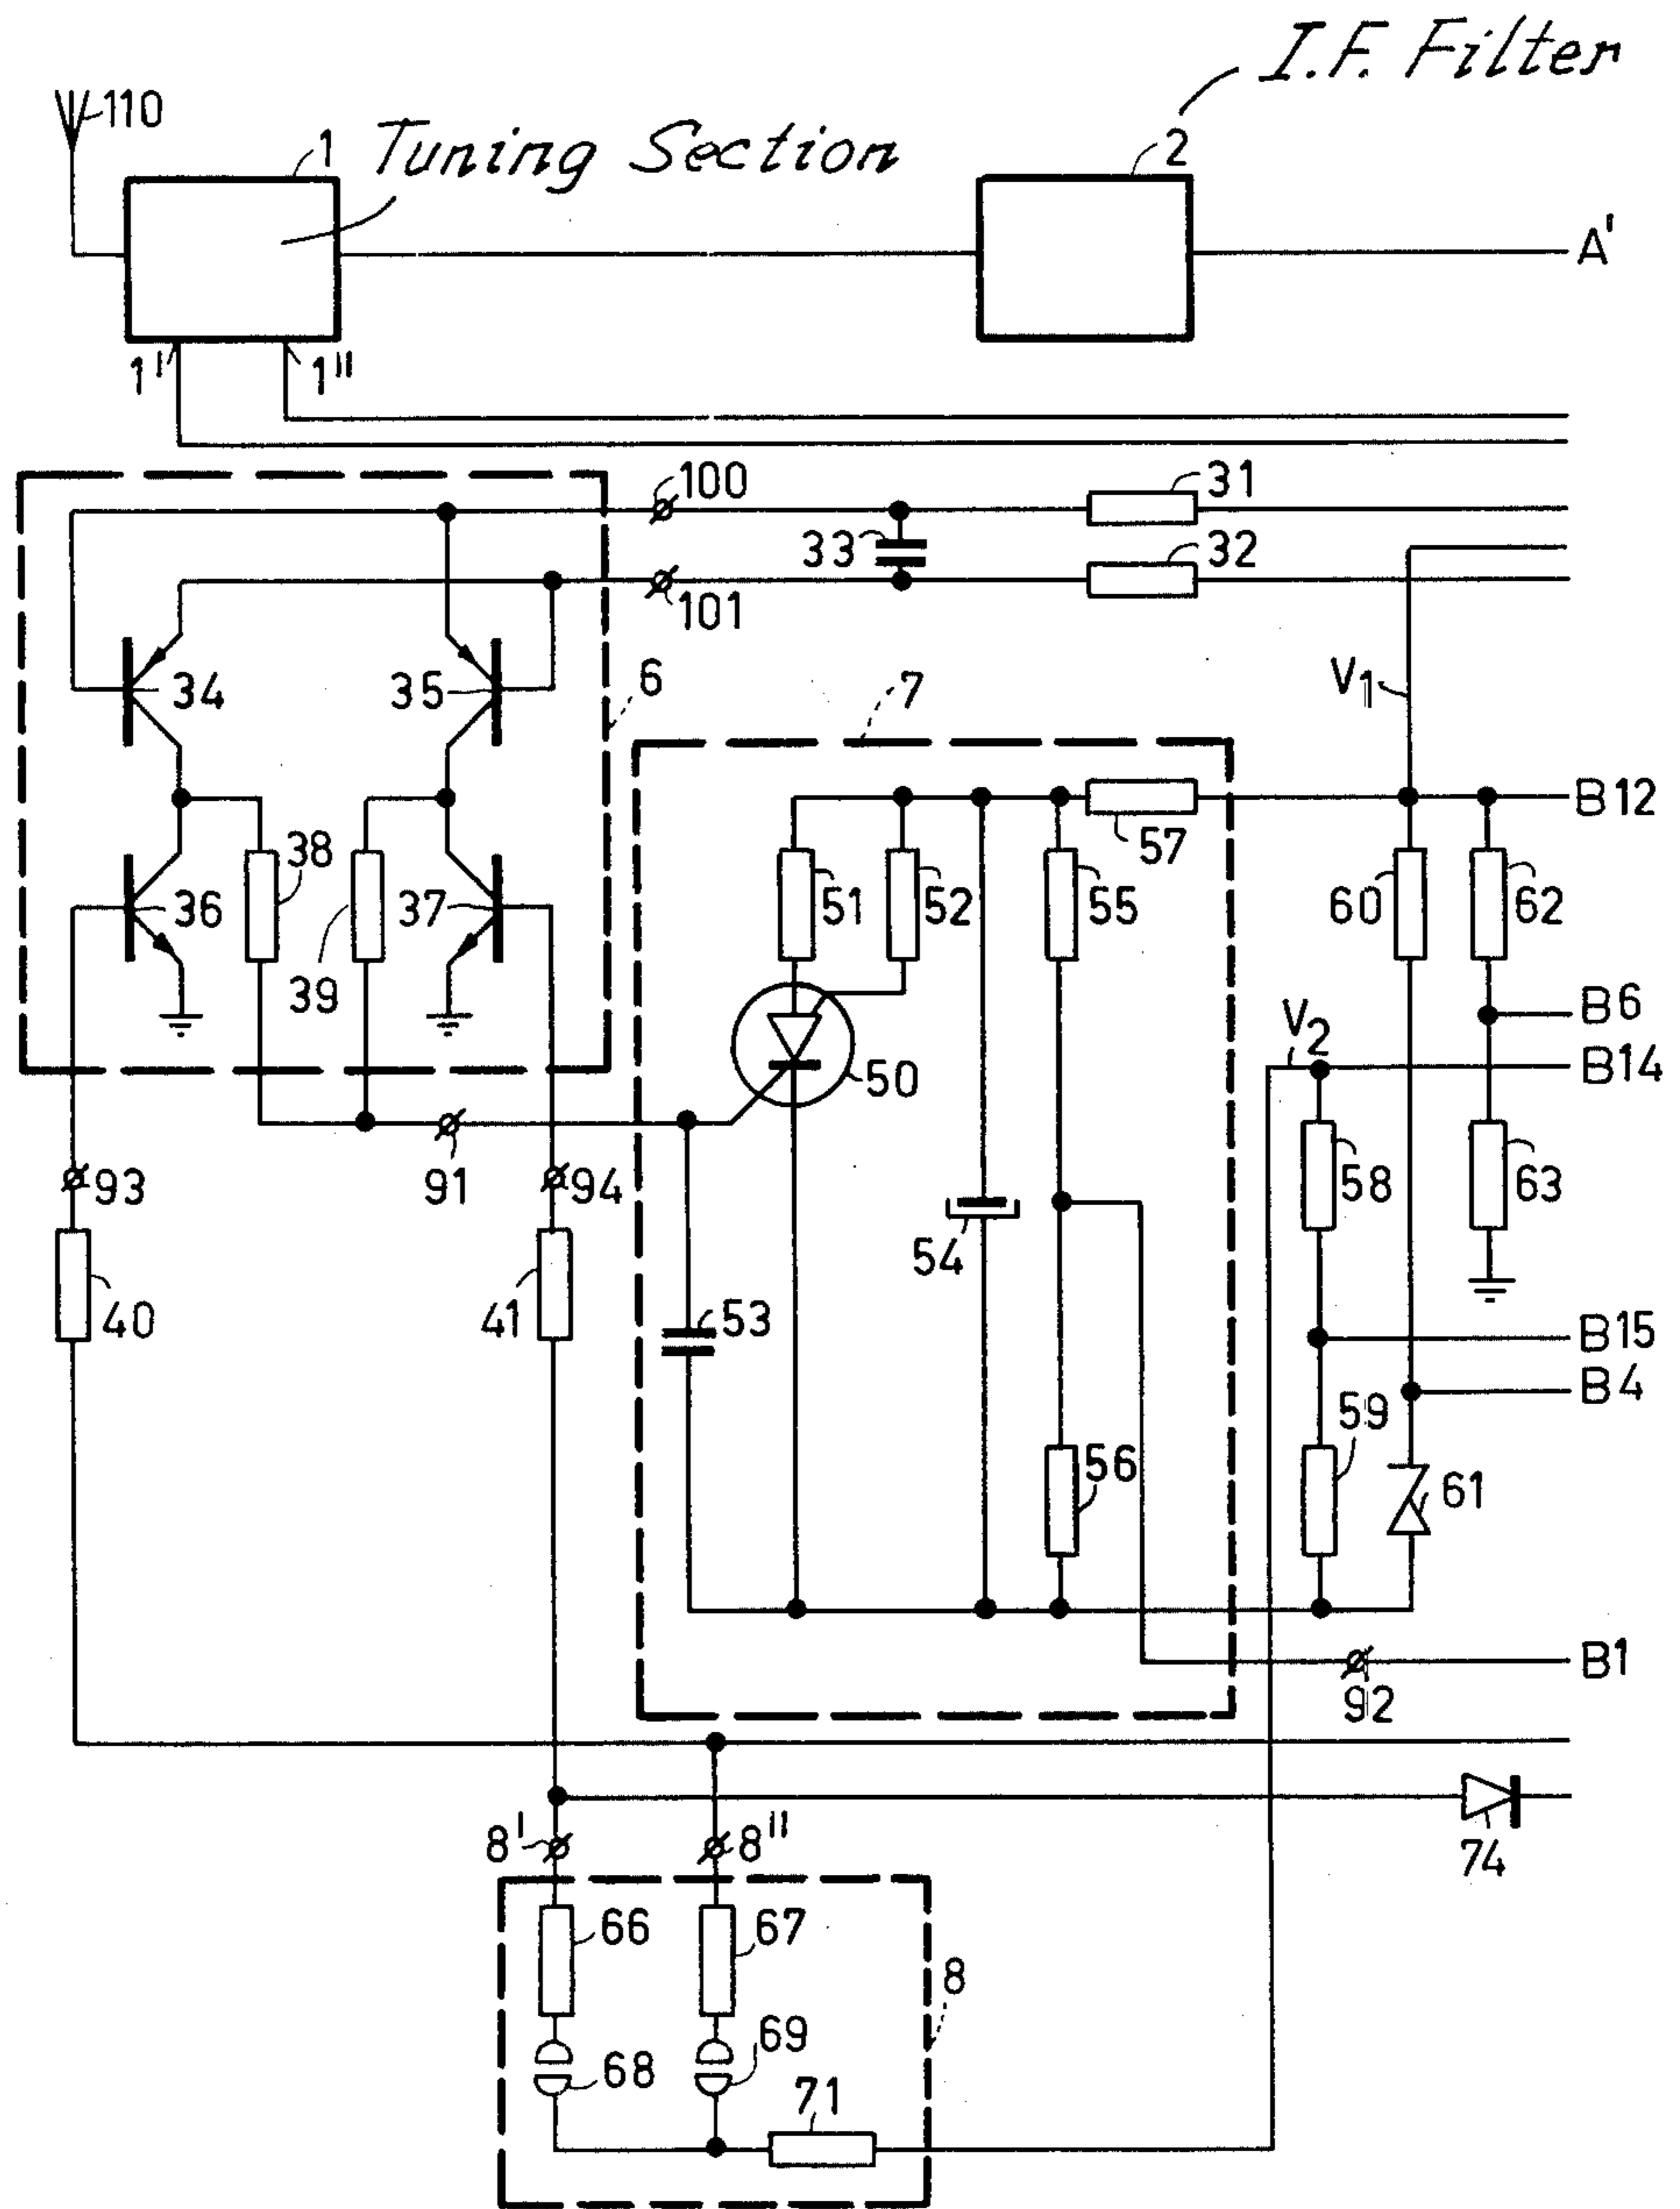 I.F. Filter
110
1 Tuning Section 2
A'
1' 1"
100 31
33 32
101
34 35 6 7 V1
B12
57
38 51 52 55 60 62
36 37
39
B6
V2
50 B14
93 91 94 58 63
54
40 41 53
B15
B4
59
56 61
B1
92
8' 8"
74
66 67
8
69
68
71